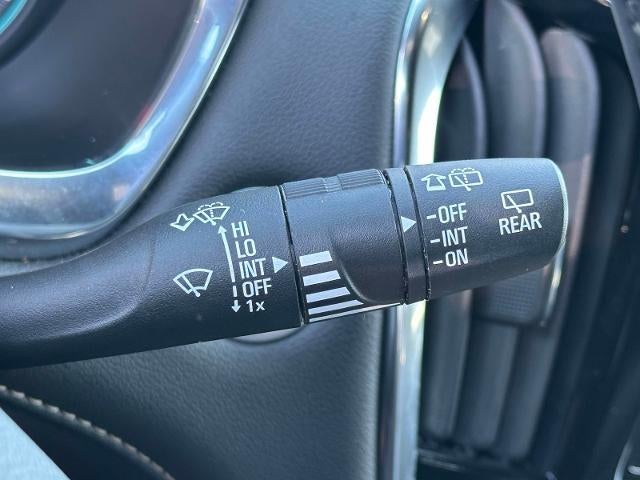 HI
LO
INT
OFF
1x
-OFF
-INT
-ON
REAR